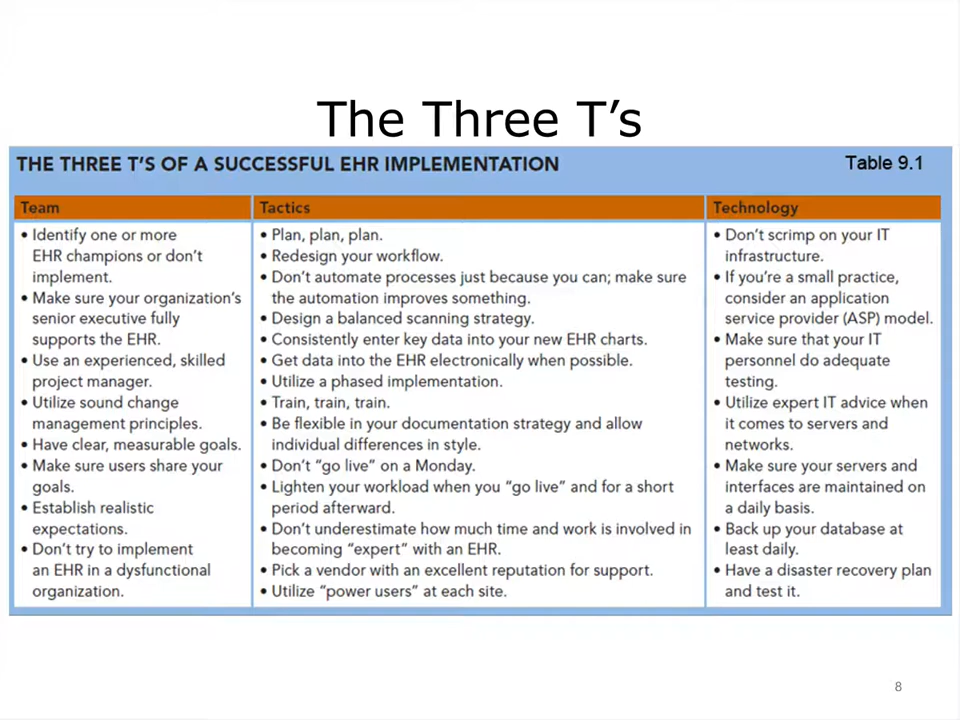 The Three T’s
THE THREE T’S OF A SUCCESSFUL EHR IMPLEMENTATION
Table 9.1
Team
• Identify one or more
EHR champions or don’t
implement.
• Make sure your organization’s
senior executive fully
supports the EHR.
• Use an experienced, skilled
project manager.
• Utilize sound change
management principles.
• Have clear, measurable goals.
• Make sure users share your
goals.
• Establish realistic
expectations.
• Don’t try to implement
an EHR in a dysfunctional
organization.
Tactics
• Plan, plan, plan.
• Redesign your workflow.
• Don’t automate processes just because you can; make sure
the automation improves something.
• Design a balanced scanning strategy.
• Consistently enter key data into your new EHR charts.
• Get data into the EHR electronically when possible.
• Utilize a phased implementation.
• Train, train, train.
• Be flexible in your documentation strategy and allow
individual differences in style.
• Don’t “go live” on a Monday.
• Lighten your workload when you “go live” and for a short
period afterward.
• Don’t underestimate how much time and work is involved in
becoming “expert” with an EHR.
• Pick a vendor with an excellent reputation for support.
• Utilize “power users” at each site.
Technology
• Don’t scrimp on your IT
infrastructure.
• If you’re a small practice,
consider an application
service provider (ASP) model.
• Make sure that your IT
personnel do adequate
testing.
• Utilize expert IT advice when
it comes to servers and
networks.
• Make sure your servers and
interfaces are maintained on
a daily basis.
• Back up your database at
least daily.
• Have a disaster recovery plan
and test it.
8